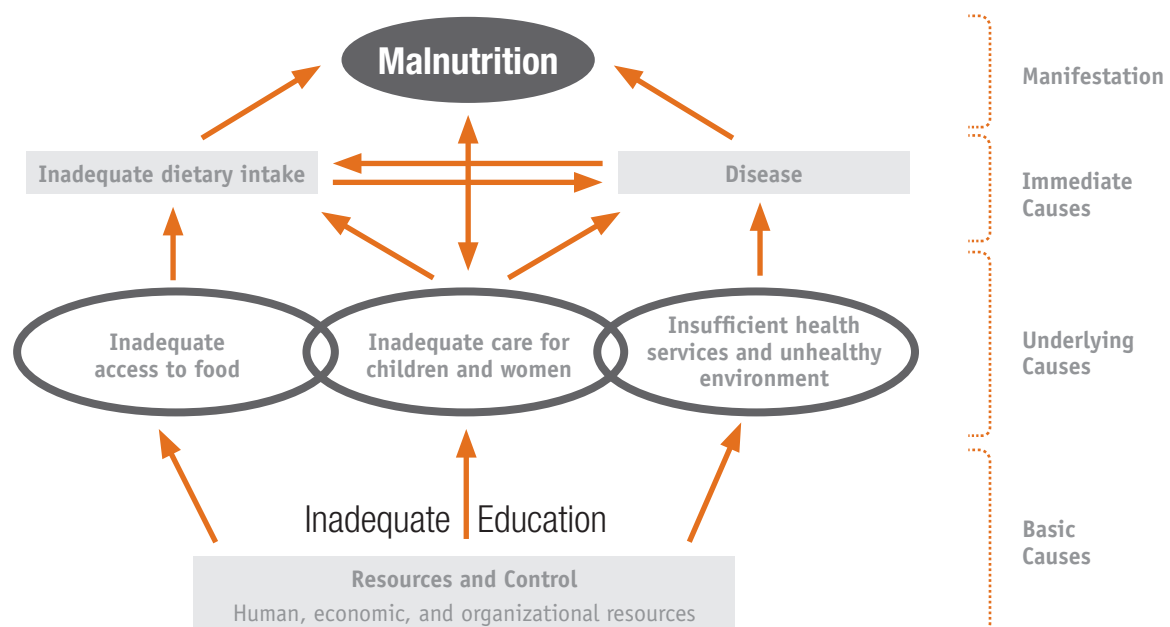 Malnutrition
Manifestation
Inadequate dietary intake
Disease
Immediate
Causes
Inadequate
access to food
Inadequate care for
children and women
Insufficient health
services and unhealthy
environment
Underlying
Causes
Inadequate Education
Basic
Causes
Resources and Control
Human, economic, and organizational resources